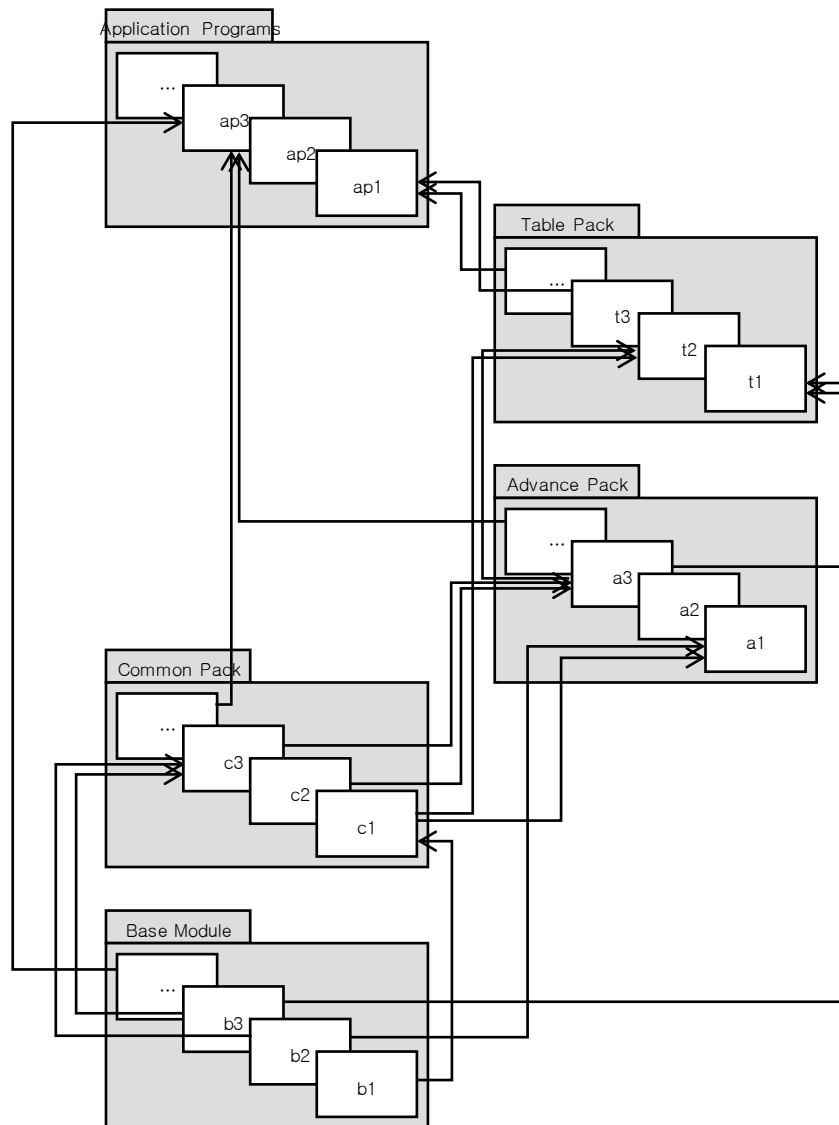 Application Programs
...
ap3
ap2
ap1
Table Pack
...
t3
t2
t1
Advance Pack
...
a3
a2
a1
Common Pack
...
c3
c2
c1
Base Module
...
b3
b2
b1